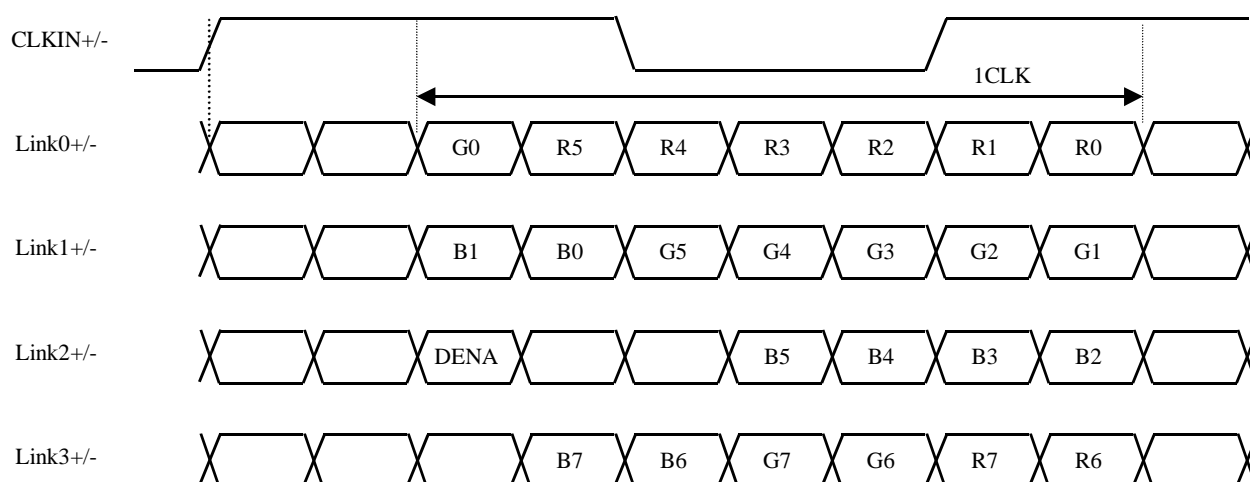 CLKIN+/-
1CLK
Link0+/- G0 R5 R4 R3 R2 R1 R0
Link1+/- B1 B0 G5 G4 G3 G2 G1
Link2+/- DENA B5 B4 B3 B2
Link3+/- B7 B6 G7 G6 R7 R6